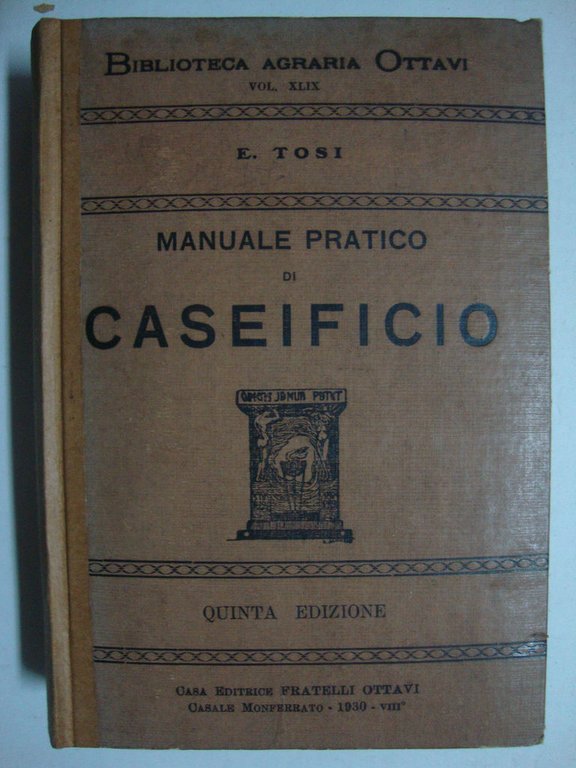 BIBLIOTECA AGRARIA OTTAVI
VOL. XLIX
E. TOSI
MANUALE PRATICO
DI
CASEIFICIO
QUINTA EDIZIONE
CASA EDITRICE FRATELLI OTTAVI
CASALE MONFERRATO - 1930 - VIII°